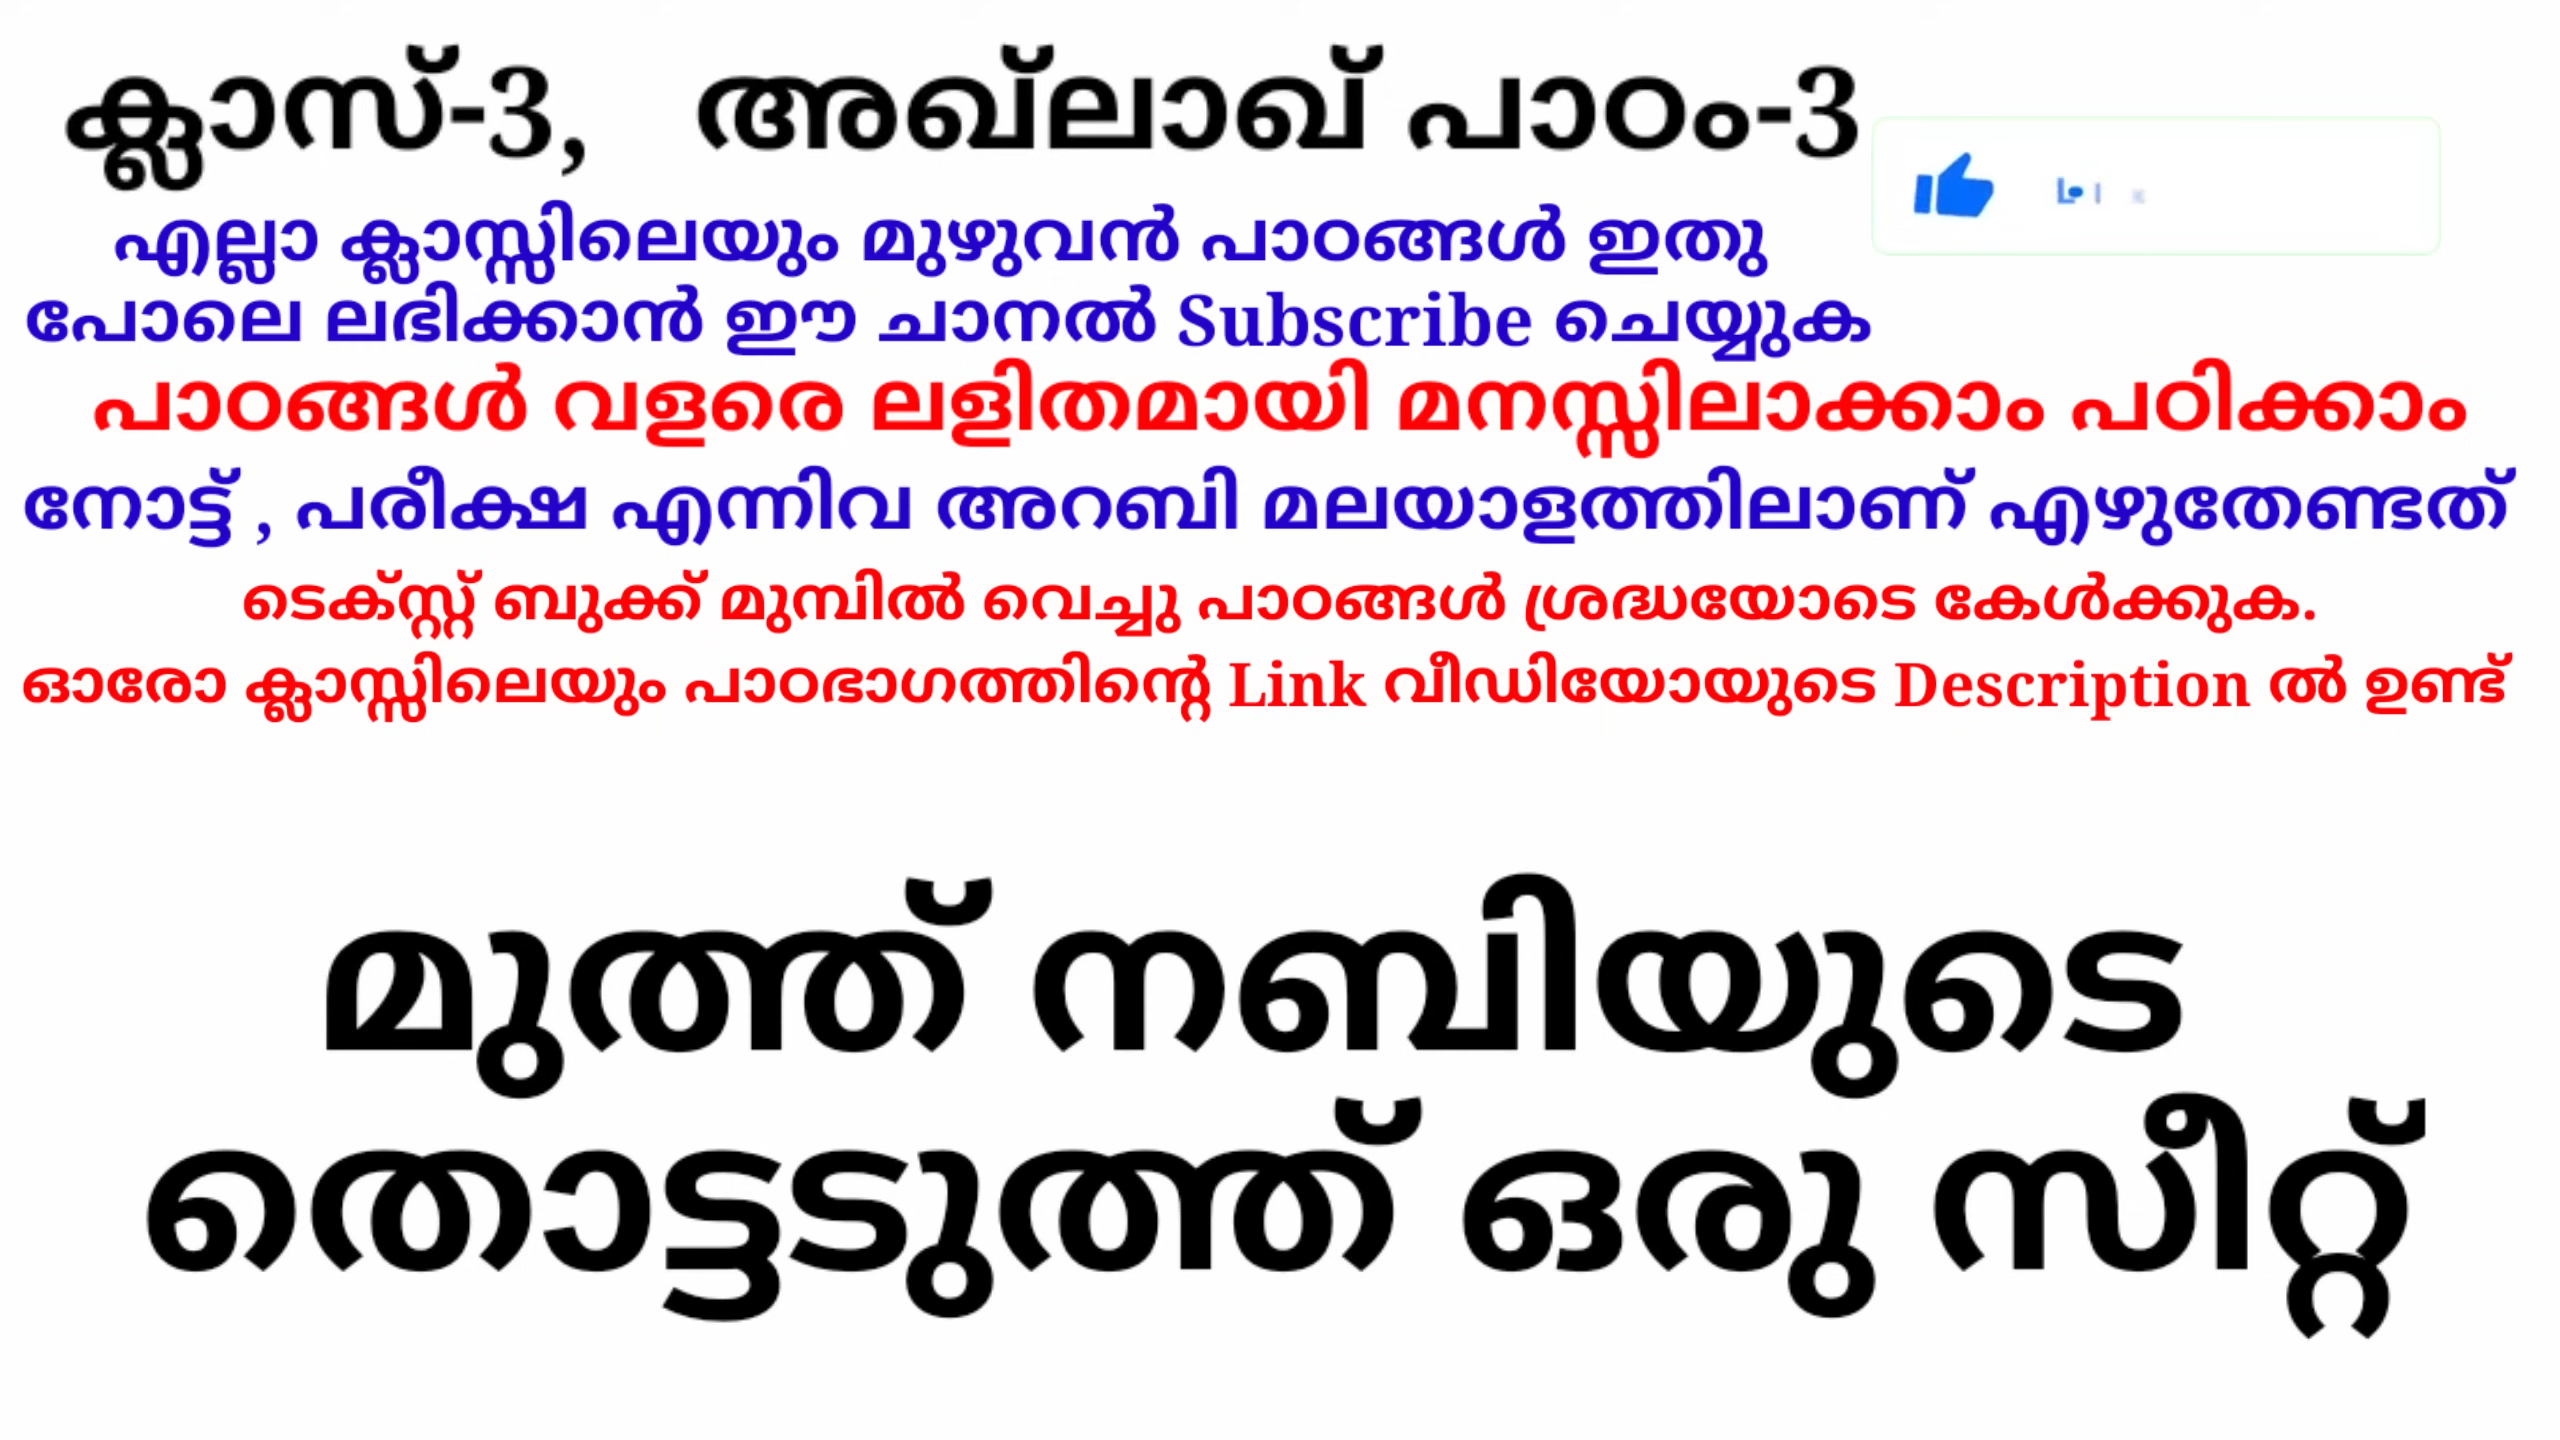 ക്ലാസ്-3, അഖ്ലാഖ് പാഠം-3
എല്ലാ ക്ലാസ്സിലെയും മുഴുവൻ പാഠങ്ങൾ ഇതു
പോലെ ലഭിക്കാൻ ഈ ചാനൽ Subscribe ചെയ്യുക
പാഠങ്ങൾ വളരെ ലളിതമായി മനസ്സിലാക്കാം പഠിക്കാം
നോട്ട് , പരീക്ഷ എന്നിവ അറബി മലയാളത്തിലാണ് എഴുതേണ്ടത്
ടെക്സ്റ്റ് ബുക്ക് മുമ്പിൽ വെച്ചു പാഠങ്ങൾ ശ്രദ്ധയോടെ കേൾക്കുക.
ഓരോ ക്ലാസ്സിലെയും പാഠഭാഗത്തിന്റെ Link വീഡിയോയുടെ Description ൽ ഉണ്ട്
മുത്ത് നബിയുടെ
തൊട്ടടുത്ത് ഒരു സീറ്റ്